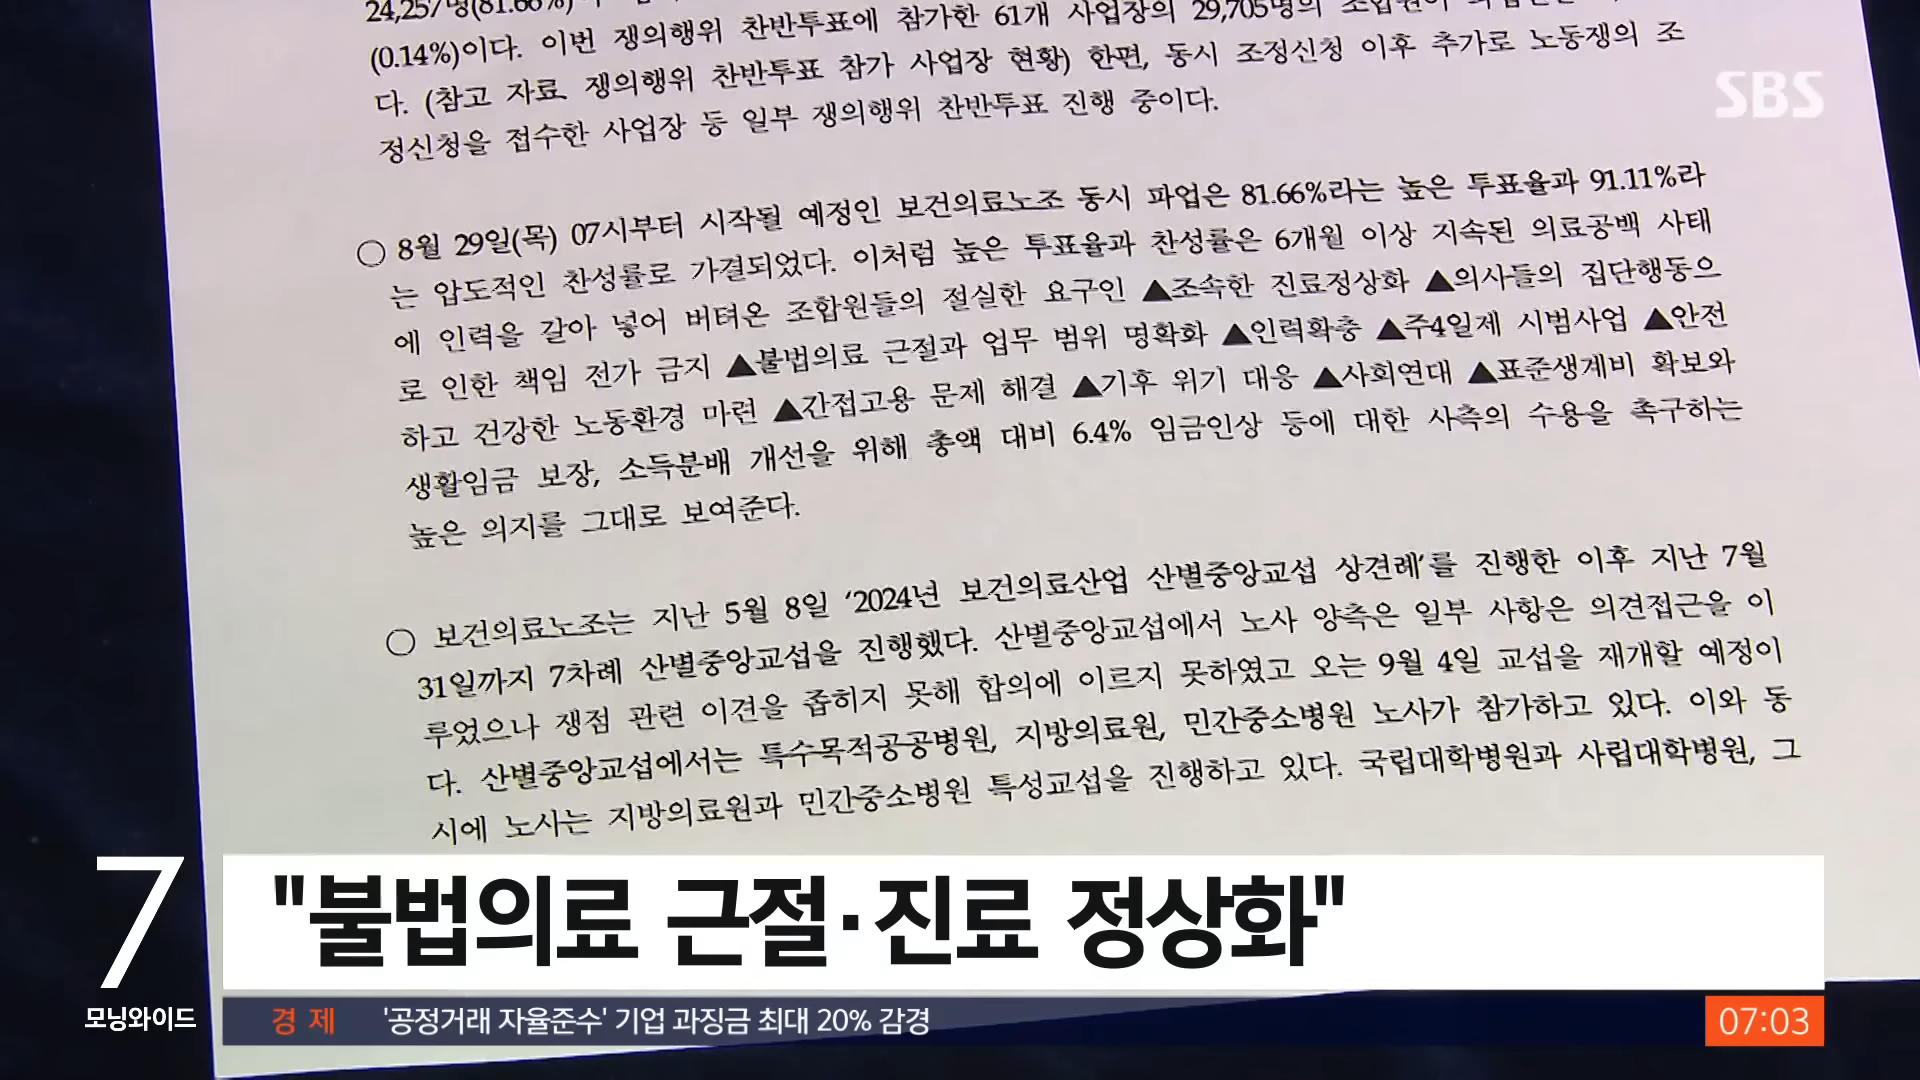 24,257명(81.66%)
(0.14%)이다. 이번 쟁의행위 찬반투표에 참가한 61개 사업장의 29,705명의 조합원이
다. (참고 자료. 쟁의행위 찬반투표 참가 사업장 현황) 한편, 동시 조정신청 이후 추가로 노동쟁의 조
정신청을 접수한 사업장 등 일부 쟁의행위 찬반투표 진행 중이다.
SBS
○ 8월 29일(목) 07시부터 시작될 예정인 보건의료노조 동시 파업은 81.66%라는 높은 투표율과 91.11%라
는 압도적인 찬성률로 가결되었다. 이처럼 높은 투표율과 찬성률은 6개월 이상 지속된 의료공백 사태
에 인력을 갈아 넣어 버텨온 조합원들의 절실한 요구인 ▲조속한 진료정상화 ▲의사들의 집단행동으
로 인한 책임 전가 금지 ▲불법의료 근절과 업무 범위 명확화 ▲인력확충 ▲주4일제 시범사업 ▲안전
하고 건강한 노동환경 마련 ▲간접고용 문제 해결 ▲기후 위기 대응 ▲사회연대 ▲표준생계비 확보와
생활임금 보장, 소득분배 개선을 위해 총액 대비 6.4% 임금인상 등에 대한 사측의 수용을 촉구하는
높은 의지를 그대로 보여준다.
○ 보건의료노조는 지난 5월 8일 '2024년 보건의료산업 산별중앙교섭 상견례'를 진행한 이후 지난 7월
31일까지 7차례 산별중앙교섭을 진행했다. 산별중앙교섭에서 노사 양측은 일부 사항은 의견접근을 이
루었으나 쟁점 관련 이견을 좁히지 못해 합의에 이르지 못하였고 오는 9월 4일 교섭을 재개할 예정이
다. 산별중앙교섭에서는 특수목적공공병원, 지방의료원, 민간중소병원 노사가 참가하고 있다. 이와 동
시에 노사는 지방의료원과 민간중소병원 특성교섭을 진행하고 있다. 국립대학병원과 사립대학병원, 그
7
모닝와이드
"불법의료 근절·진료 정상화"
경제 '공정거래 자율준수' 기업 과징금 최대 20% 감경
07:03